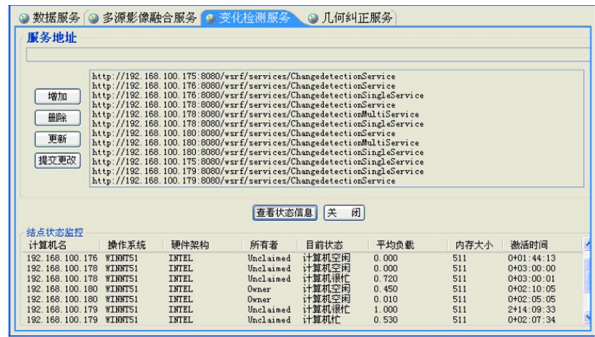 数据服务 多源影像融合服务 变化检测服务 几何纠正服务
服务地址
http://192.168.100.175:8080/wsrf/services/ChangedetectionService
http://192.168.100.176:8080/wsrf/services/ChangedetectionService
http://192.168.100.176:8080/wsrf/services/ChangedetectionSingleService
http://192.168.100.178:8080/wsrf/services/ChangedetectionService
http://192.168.100.178:8080/wsrf/services/ChangedetectionMultiService
http://192.168.100.178:8080/wsrf/services/ChangedetectionSingleService
http://192.168.100.180:8080/wsrf/services/ChangedetectionService
http://192.168.100.180:8080/wsrf/services/ChangedetectionMultiService
http://192.168.100.180:8080/wsrf/services/ChangedetectionSingleService
http://192.168.100.175:8080/wsrf/services/ChangedetectionSingleService
http://192.168.100.179:8080/wsrf/services/ChangedetectionSingleService
http://192.168.100.179:8080/wsrf/services/ChangedetectionService
增加
删除
更新
提交更改
查看状态信息 关 闭
结点状态监控
计算机名 操作系统 硬件架构 所有者 目前状态 平均负载 内存大小 激活时间
192.168.100.176 WINNT51 INTEL Unclaimed 计算机空闲 0.000 511 0+01:44:13
192.168.100.178 WINNT51 INTEL Unclaimed 计算机空闲 0.000 511 0+03:00:00
192.168.100.178 WINNT51 INTEL Unclaimed 计算机很忙 0.720 511 0+03:00:01
192.168.100.180 WINNT51 INTEL Owner 计算机空闲 0.450 511 0+02:10:05
192.168.100.180 WINNT51 INTEL Owner 计算机空闲 0.010 511 0+02:05:05
192.168.100.179 WINNT51 INTEL Unclaimed 计算机很忙 1.000 511 2+14:09:33
192.168.100.179 WINNT51 INTEL Unclaimed 计算机忙 0.530 511 0+02:07:34